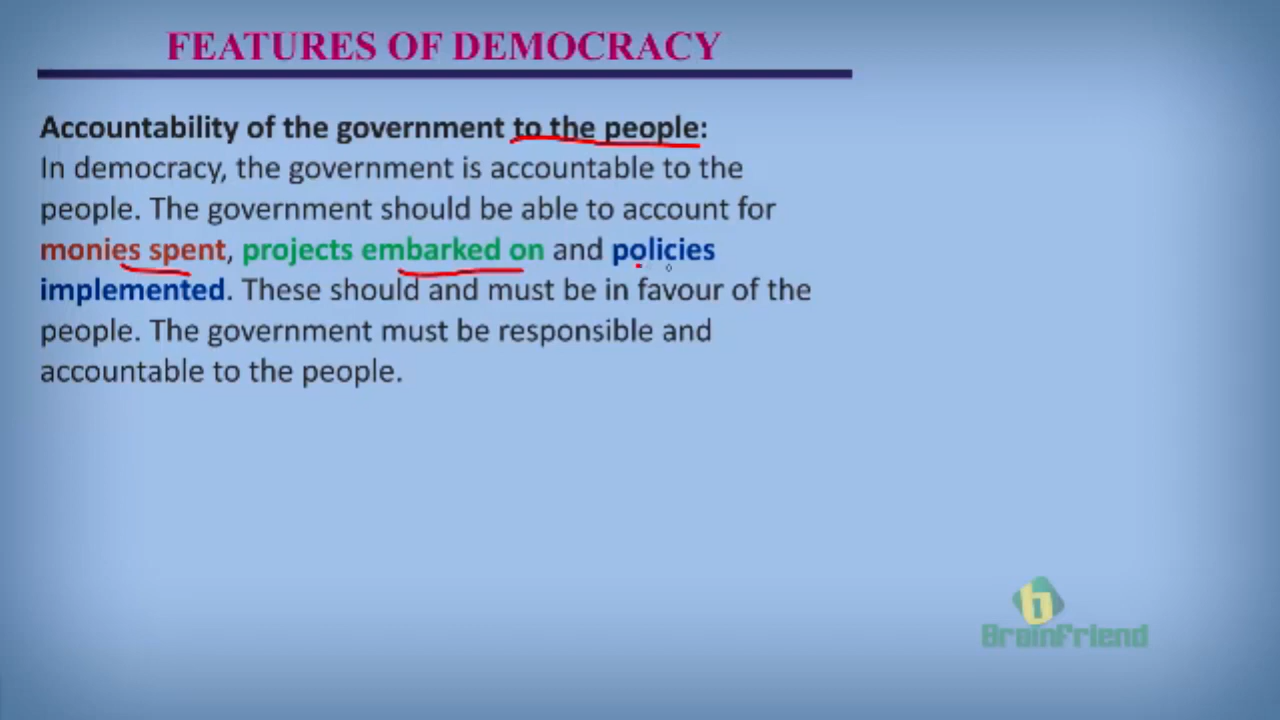 FEATURES OF DEMOCRACY
Accountability of the government to the people:
In democracy, the government is accountable to the
people. The government should be able to account for
monies spent, projects embarked on and policies
implemented. These should and must be in favour of the
people. The government must be responsible and
accountable to the people.
b
Brainfriend